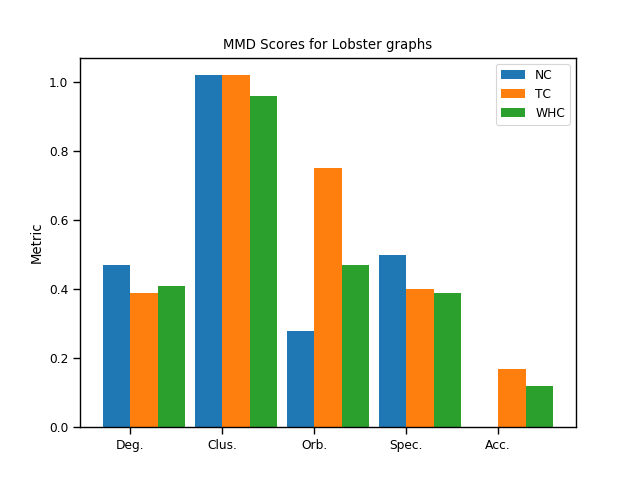 MMD Scores for Lobster graphs
NC
TC
WHC
Metric
1.0
0.8
0.6
0.4
0.2
0.0
Deg.
Clus.
Orb.
Spec.
Acc.